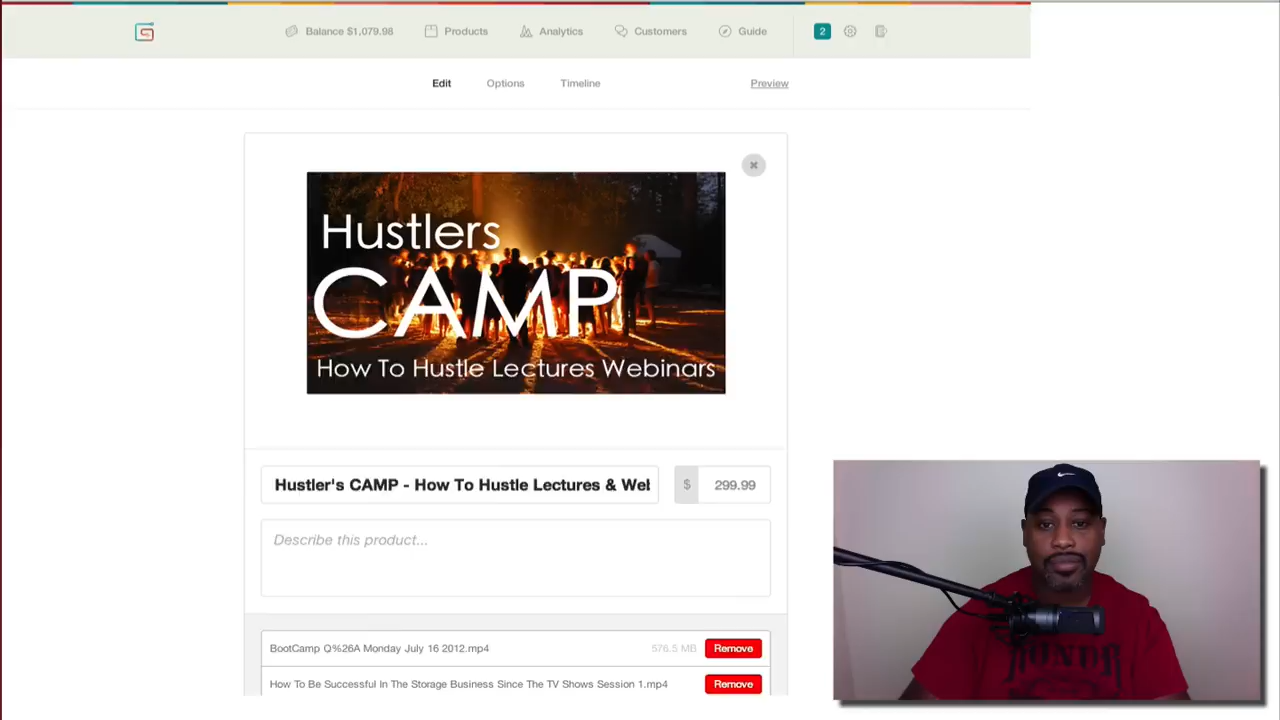 Balance $1,079.98
Products
Analytics
Customers
Guide
2
Edit
Options
Timeline
Preview
Hustlers
CAMP
How To Hustle Lectures Webinars
Hustler's CAMP - How To Hustle Lectures & Wel
$ 299.99
Describe this product...
BootCamp Q%26A Monday July 16 2012.mp4 576.5 MB Remove
How To Be Successful In The Storage Business Since The TV Shows Session 1.mp4 Remove
HONOR